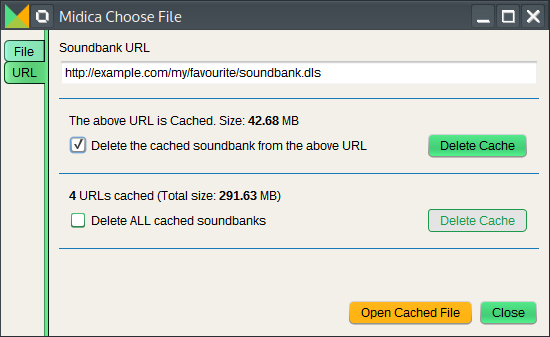 Midica Choose File
File
URL
Soundbank URL
http://example.com/my/favourite/soundbank.dls
The above URL is Cached. Size: 42.68 MB
Delete the cached soundbank from the above URL
Delete Cache
4 URLs cached (Total size: 291.63 MB)
Delete ALL cached soundbanks
Delete Cache
Open Cached File
Close